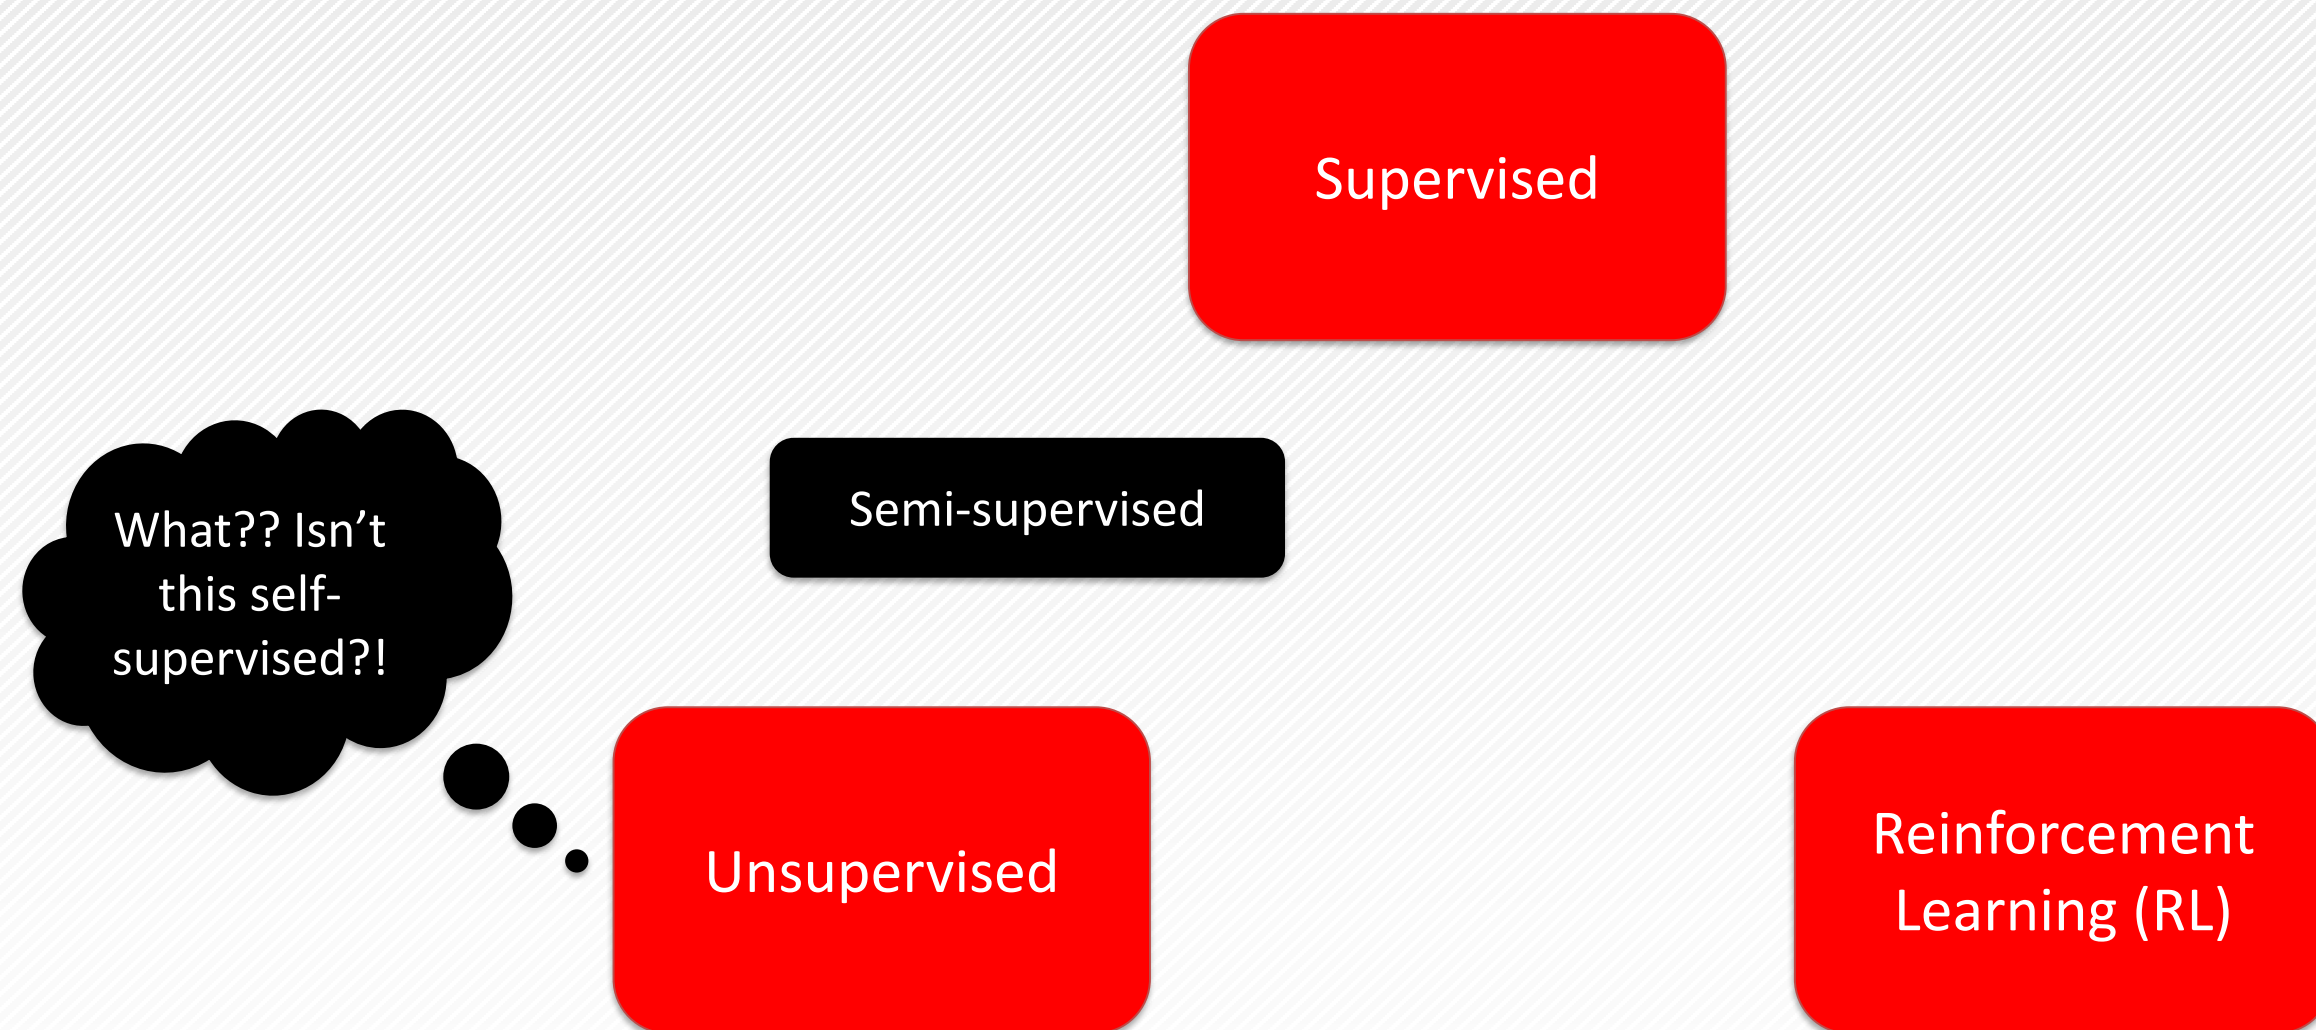 Supervised
Semi-supervised
What?? Isn’t
this self-
supervised?!
Unsupervised
Reinforcement
Learning (RL)